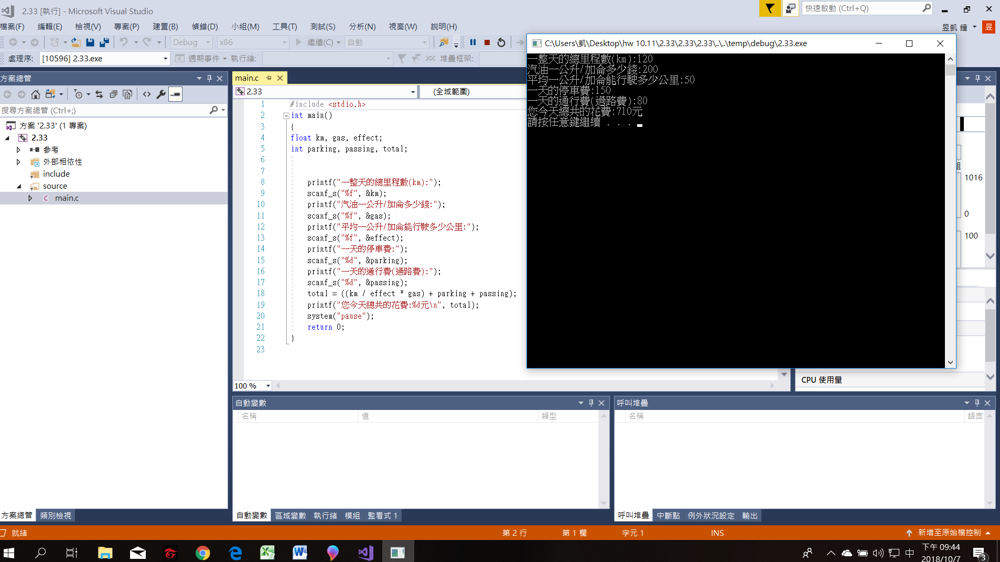 2.33 [執行] - Microsoft Visual Studio
快速啟動 (Ctrl+Q)
檔案(F) 編輯(E) 檢視(V) 專案(P) 建置(B) 偵錯(D) 小組(M) 工具(T) 測試(S) 分析(N) 視窗(W) 說明(H)
昱凱 鐘
昱
Debug x86 繼續(C) 自動
處理序: [10596] 2.33.exe 週期事件 執行緒: 堆疊框架:
C:\Users\凱\Desktop\hw 10.11\2.33\2.33\2.33\..\..\temp\debug\2.33.exe
一整天的總里程數(km):120
汽油一公升/加侖多少錢:200
平均一公升/加侖能行駛多少公里:50
一天的停車費:150
一天的通行費(過路費):80
您今天總共的花費:710元
請按任意鍵繼續 . . .
方案總管
搜尋方案總管 (Ctrl+;)
方案 '2.33' (1 專案)
2.33
參考
外部相依性
include
source
main.c
main.c
2.33
(全域範圍)
1 #include <stdio.h>
2 int main()
3 {
4 float km, gas, effect;
5 int parking, passing, total;
6
7
8 printf("一整天的總里程數(km):");
9 scanf_s("%f", &km);
10 printf("汽油一公升/加侖多少錢:");
11 scanf_s("%f", &gas);
12 printf("平均一公升/加侖能行駛多少公里:");
13 scanf_s("%f", &effect);
14 printf("一天的停車費:");
15 scanf_s("%d", &parking);
16 printf("一天的通行費(過路費):");
17 scanf_s("%d", &passing);
18 total = ((km / effect * gas) + parking + passing);
19 printf("您今天總共的花費:%d元\n", total);
20 system("pause");
21 return 0;
22 }
23
100 %
1016
0
100
CPU 使用量
自動變數
名稱 值 類型
呼叫堆疊
名稱 語言
方案總管 類別檢視
自動變數 區域變數 執行緒 模組 監看式 1
呼叫堆疊 中斷點 例外狀況設定 輸出
就緒 第 2 行 第 1 欄 字元 1 INS 新增至原始檔控制
中
下午 09:44
2018/10/7
3